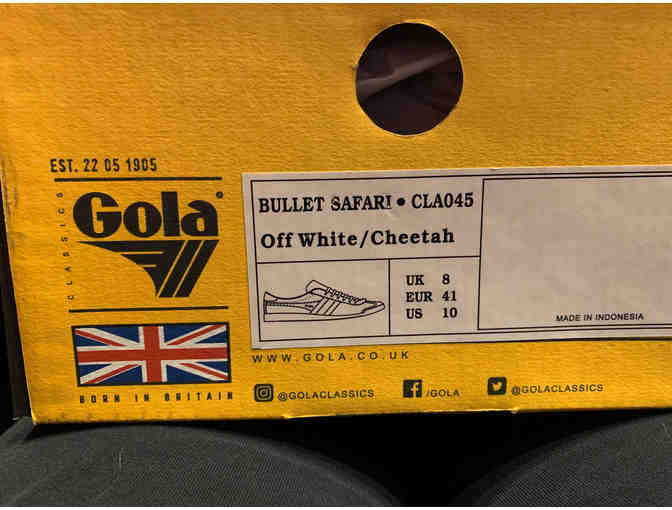 EST. 22 05 1905
CLASSICS
Gola®
BORN IN BRITAIN
BULLET SAFARI • CLA045
Off White/Cheetah
UK 8
EUR 41
US 10
MADE IN INDONESIA
WWW.GOLA.CO.UK
@GOLACLASSICS
/GOLA
@GOLACLASSICS